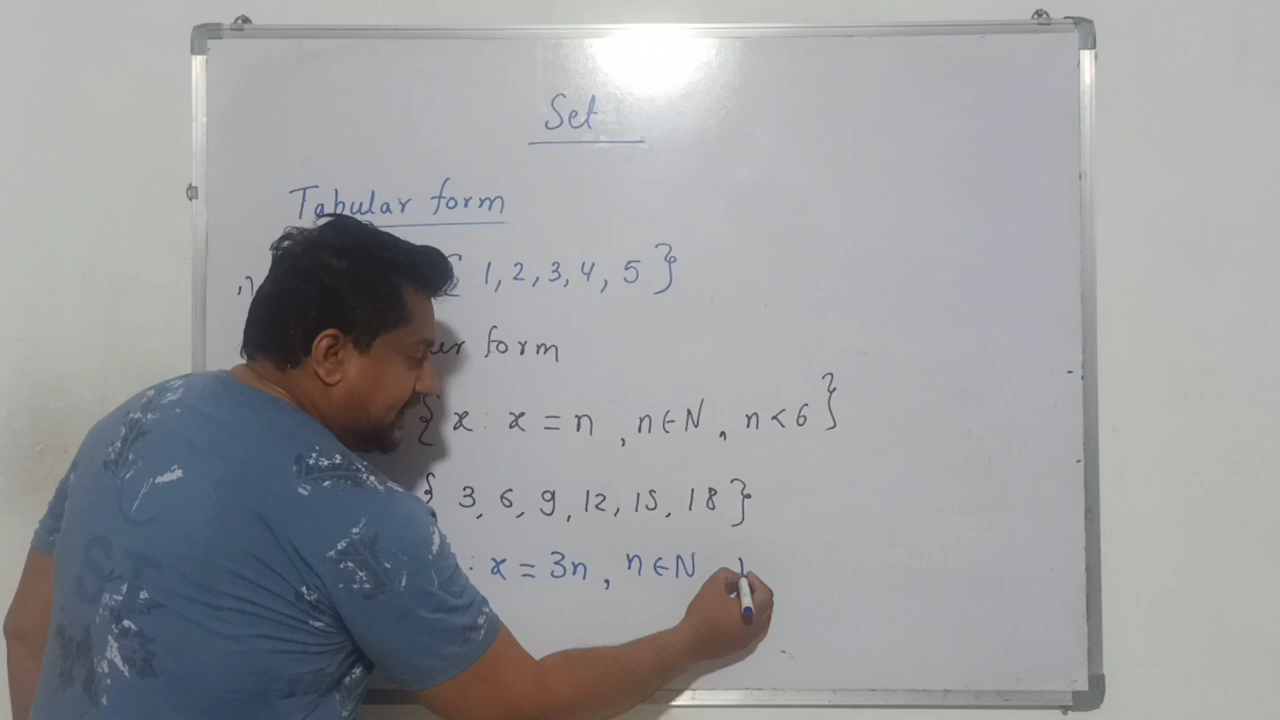 Set
Tabular form
{ 1, 2, 3, 4, 5 }
form
{ x : x = n , n ∈ N , n < 6 }
{ 3, 6, 9, 12, 15, 18 }
: x = 3n , n ∈ N